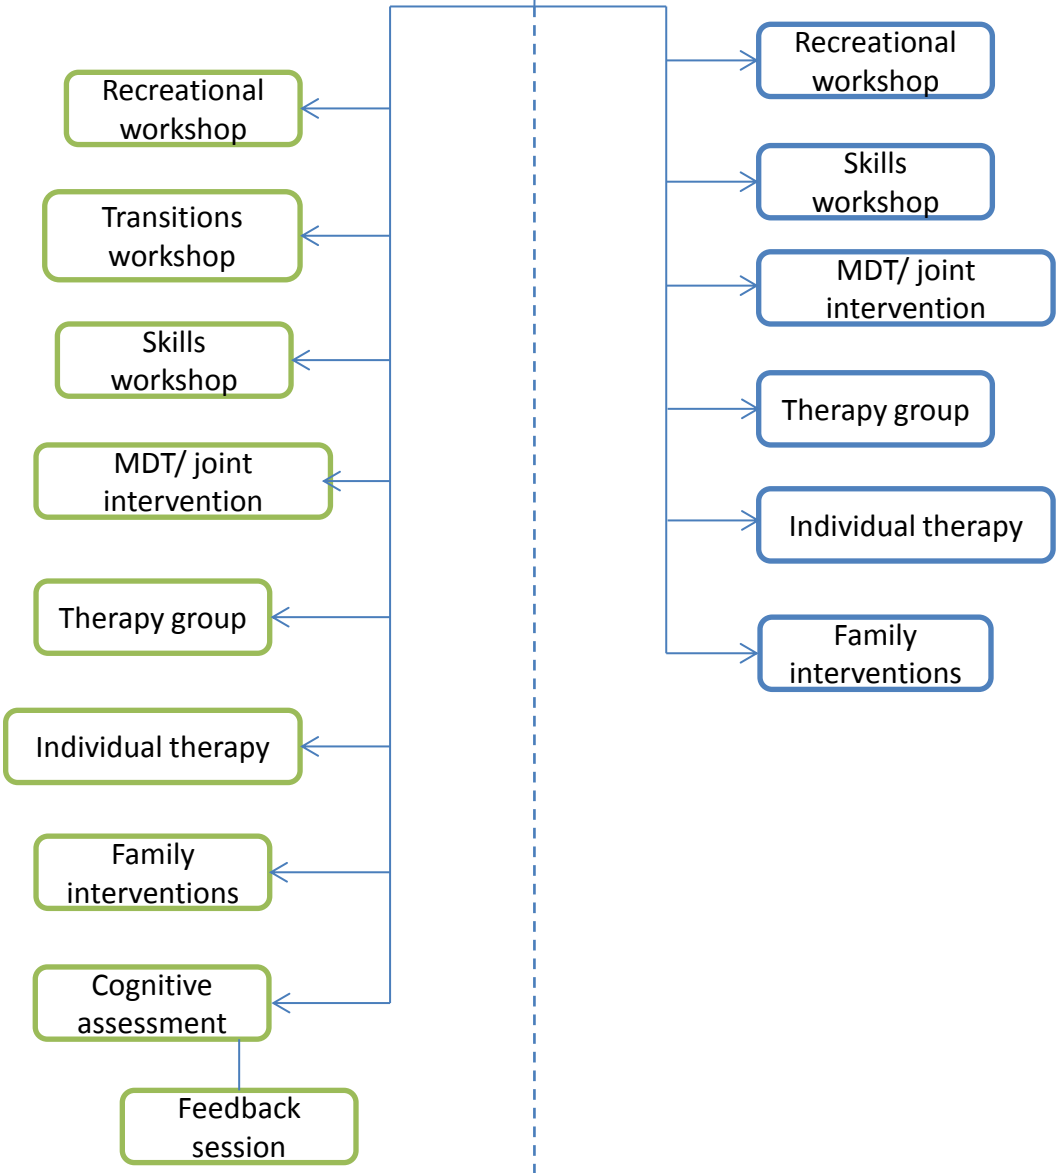 Recreational
workshop
Transitions
workshop
Skills
workshop
MDT/ joint
intervention
Therapy group
Individual therapy
Family
interventions
Cognitive
assessment
Feedback
session
Recreational
workshop
Skills
workshop
MDT/ joint
intervention
Therapy group
Individual therapy
Family
interventions